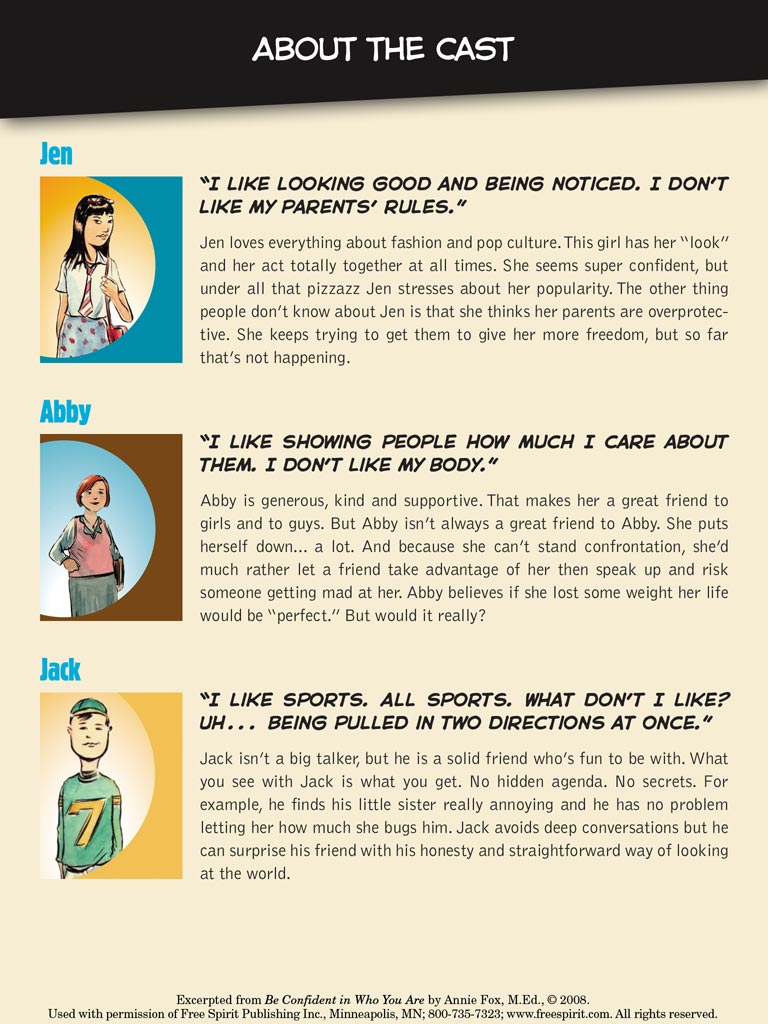 ABOUT THE CAST
Jen
“I LIKE LOOKING GOOD AND BEING NOTICED. I DON’T
LIKE MY PARENTS’ RULES.”
Jen loves everything about fashion and pop culture. This girl has her “look”
and her act totally together at all times. She seems super confident, but
under all that pizzazz Jen stresses about her popularity. The other thing
people don’t know about Jen is that she thinks her parents are overprotec-
tive. She keeps trying to get them to give her more freedom, but so far
that’s not happening.
Abby
“I LIKE SHOWING PEOPLE HOW MUCH I CARE ABOUT
THEM. I DON’T LIKE MY BODY.”
Abby is generous, kind and supportive. That makes her a great friend to
girls and to guys. But Abby isn’t always a great friend to Abby. She puts
herself down... a lot. And because she can’t stand confrontation, she’d
much rather let a friend take advantage of her then speak up and risk
someone getting mad at her. Abby believes if she lost some weight her life
would be “perfect.” But would it really?
Jack
“I LIKE SPORTS. ALL SPORTS. WHAT DON’T I LIKE?
UH... BEING PULLED IN TWO DIRECTIONS AT ONCE.”
7
Jack isn’t a big talker, but he is a solid friend who’s fun to be with. What
you see with Jack is what you get. No hidden agenda. No secrets. For
example, he finds his little sister really annoying and he has no problem
letting her how much she bugs him. Jack avoids deep conversations but he
can surprise his friend with his honesty and straightforward way of looking
at the world.
Excerpted from Be Confident in Who You Are by Annie Fox, M.Ed., © 2008.
Used with permission of Free Spirit Publishing Inc., Minneapolis, MN; 800-735-7323; www.freespirit.com. All rights reserved.